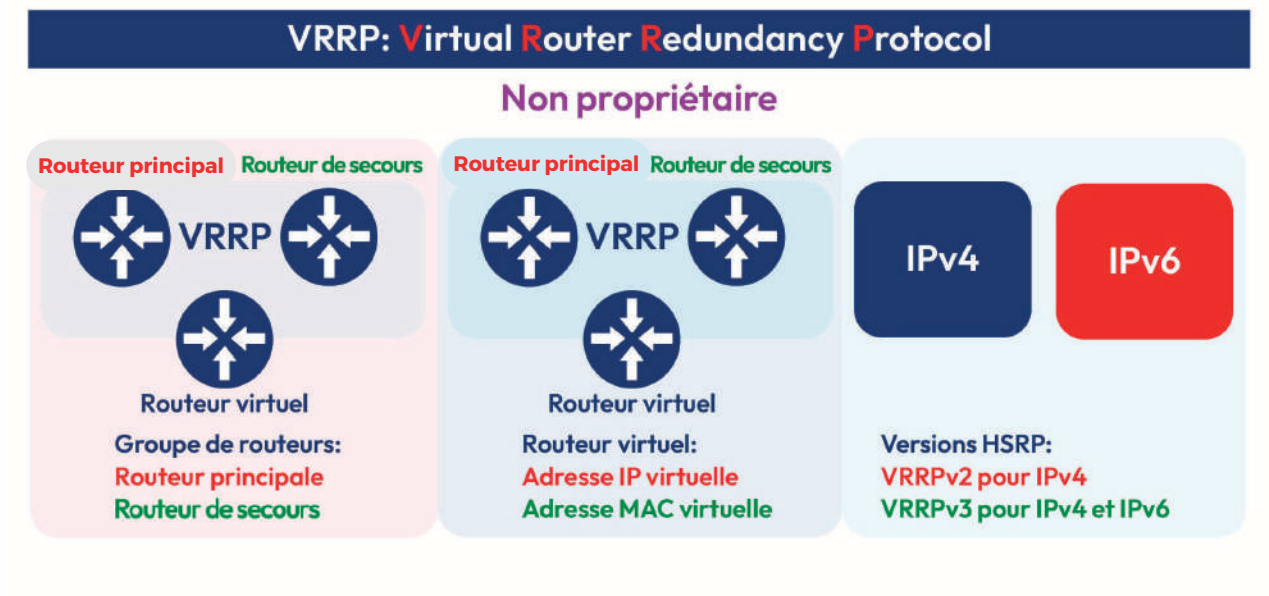 VRRP: Virtual Router Redundancy Protocol
Non propriétaire
Routeur principal
Routeur de secours
VRRP
Routeur virtuel
Groupe de routeurs:
Routeur principale
Routeur de secours
Routeur principal
Routeur de secours
VRRP
Routeur virtuel
Routeur virtuel:
Adresse IP virtuelle
Adresse MAC virtuelle
IPv4
IPv6
Versions HSRP:
VRRPv2 pour IPv4
VRRPv3 pour IPv4 et IPv6